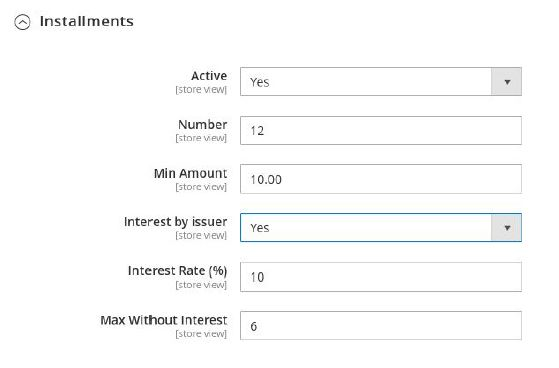 Installments
Active
[store view]
Yes
Number
[store view]
12
Min Amount
[store view]
10.00
Interest by issuer
[store view]
Yes
Interest Rate (%)
[store view]
10
Max Without Interest
[store view]
6